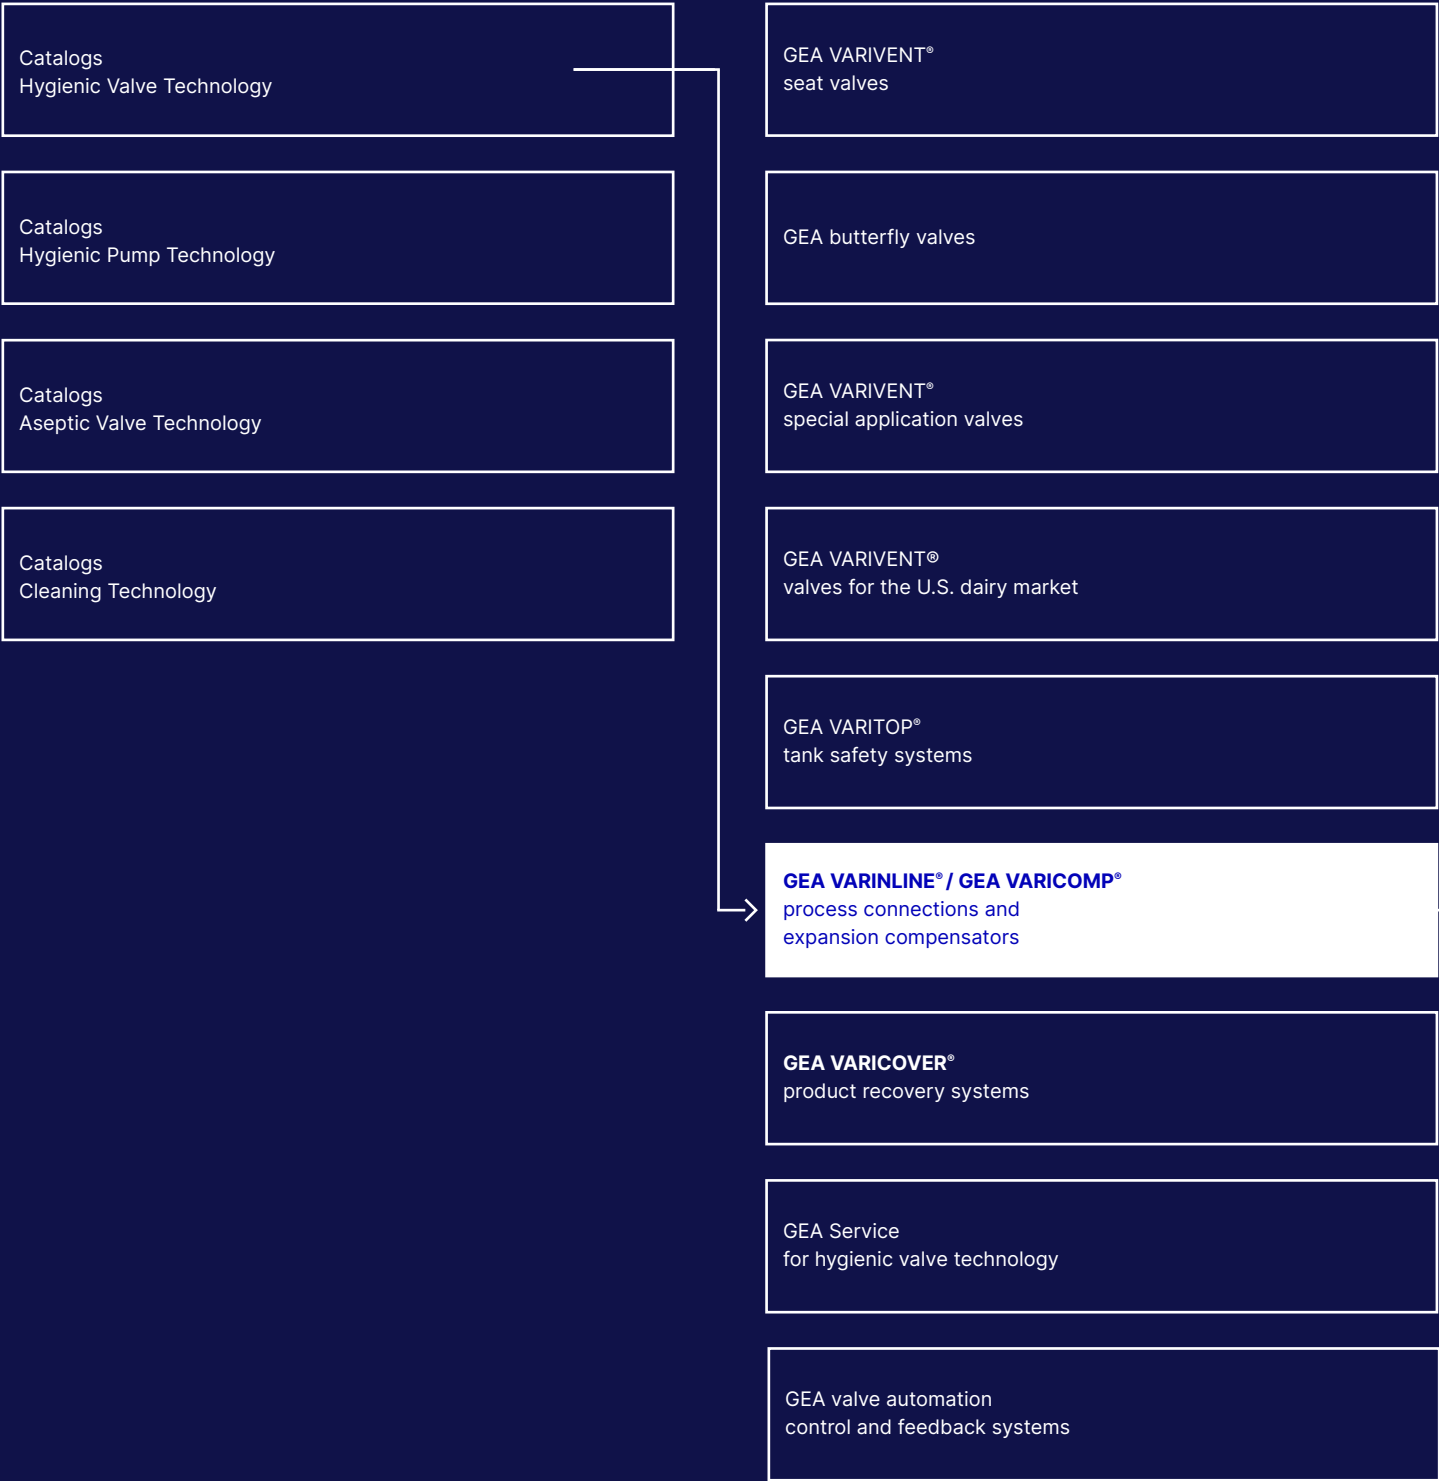 Catalogs
Hygienic Valve Technology
Catalogs
Hygienic Pump Technology
Catalogs
Aseptic Valve Technology
Catalogs
Cleaning Technology
GEA VARIVENT®
seat valves
GEA butterfly valves
GEA VARIVENT®
special application valves
GEA VARIVENT®
valves for the U.S. dairy market
GEA VARITOP®
tank safety systems
GEA VARINLINE® / GEA VARICOMP®
process connections and
expansion compensators
GEA VARICOVER®
product recovery systems
GEA Service
for hygienic valve technology
GEA valve automation
control and feedback systems